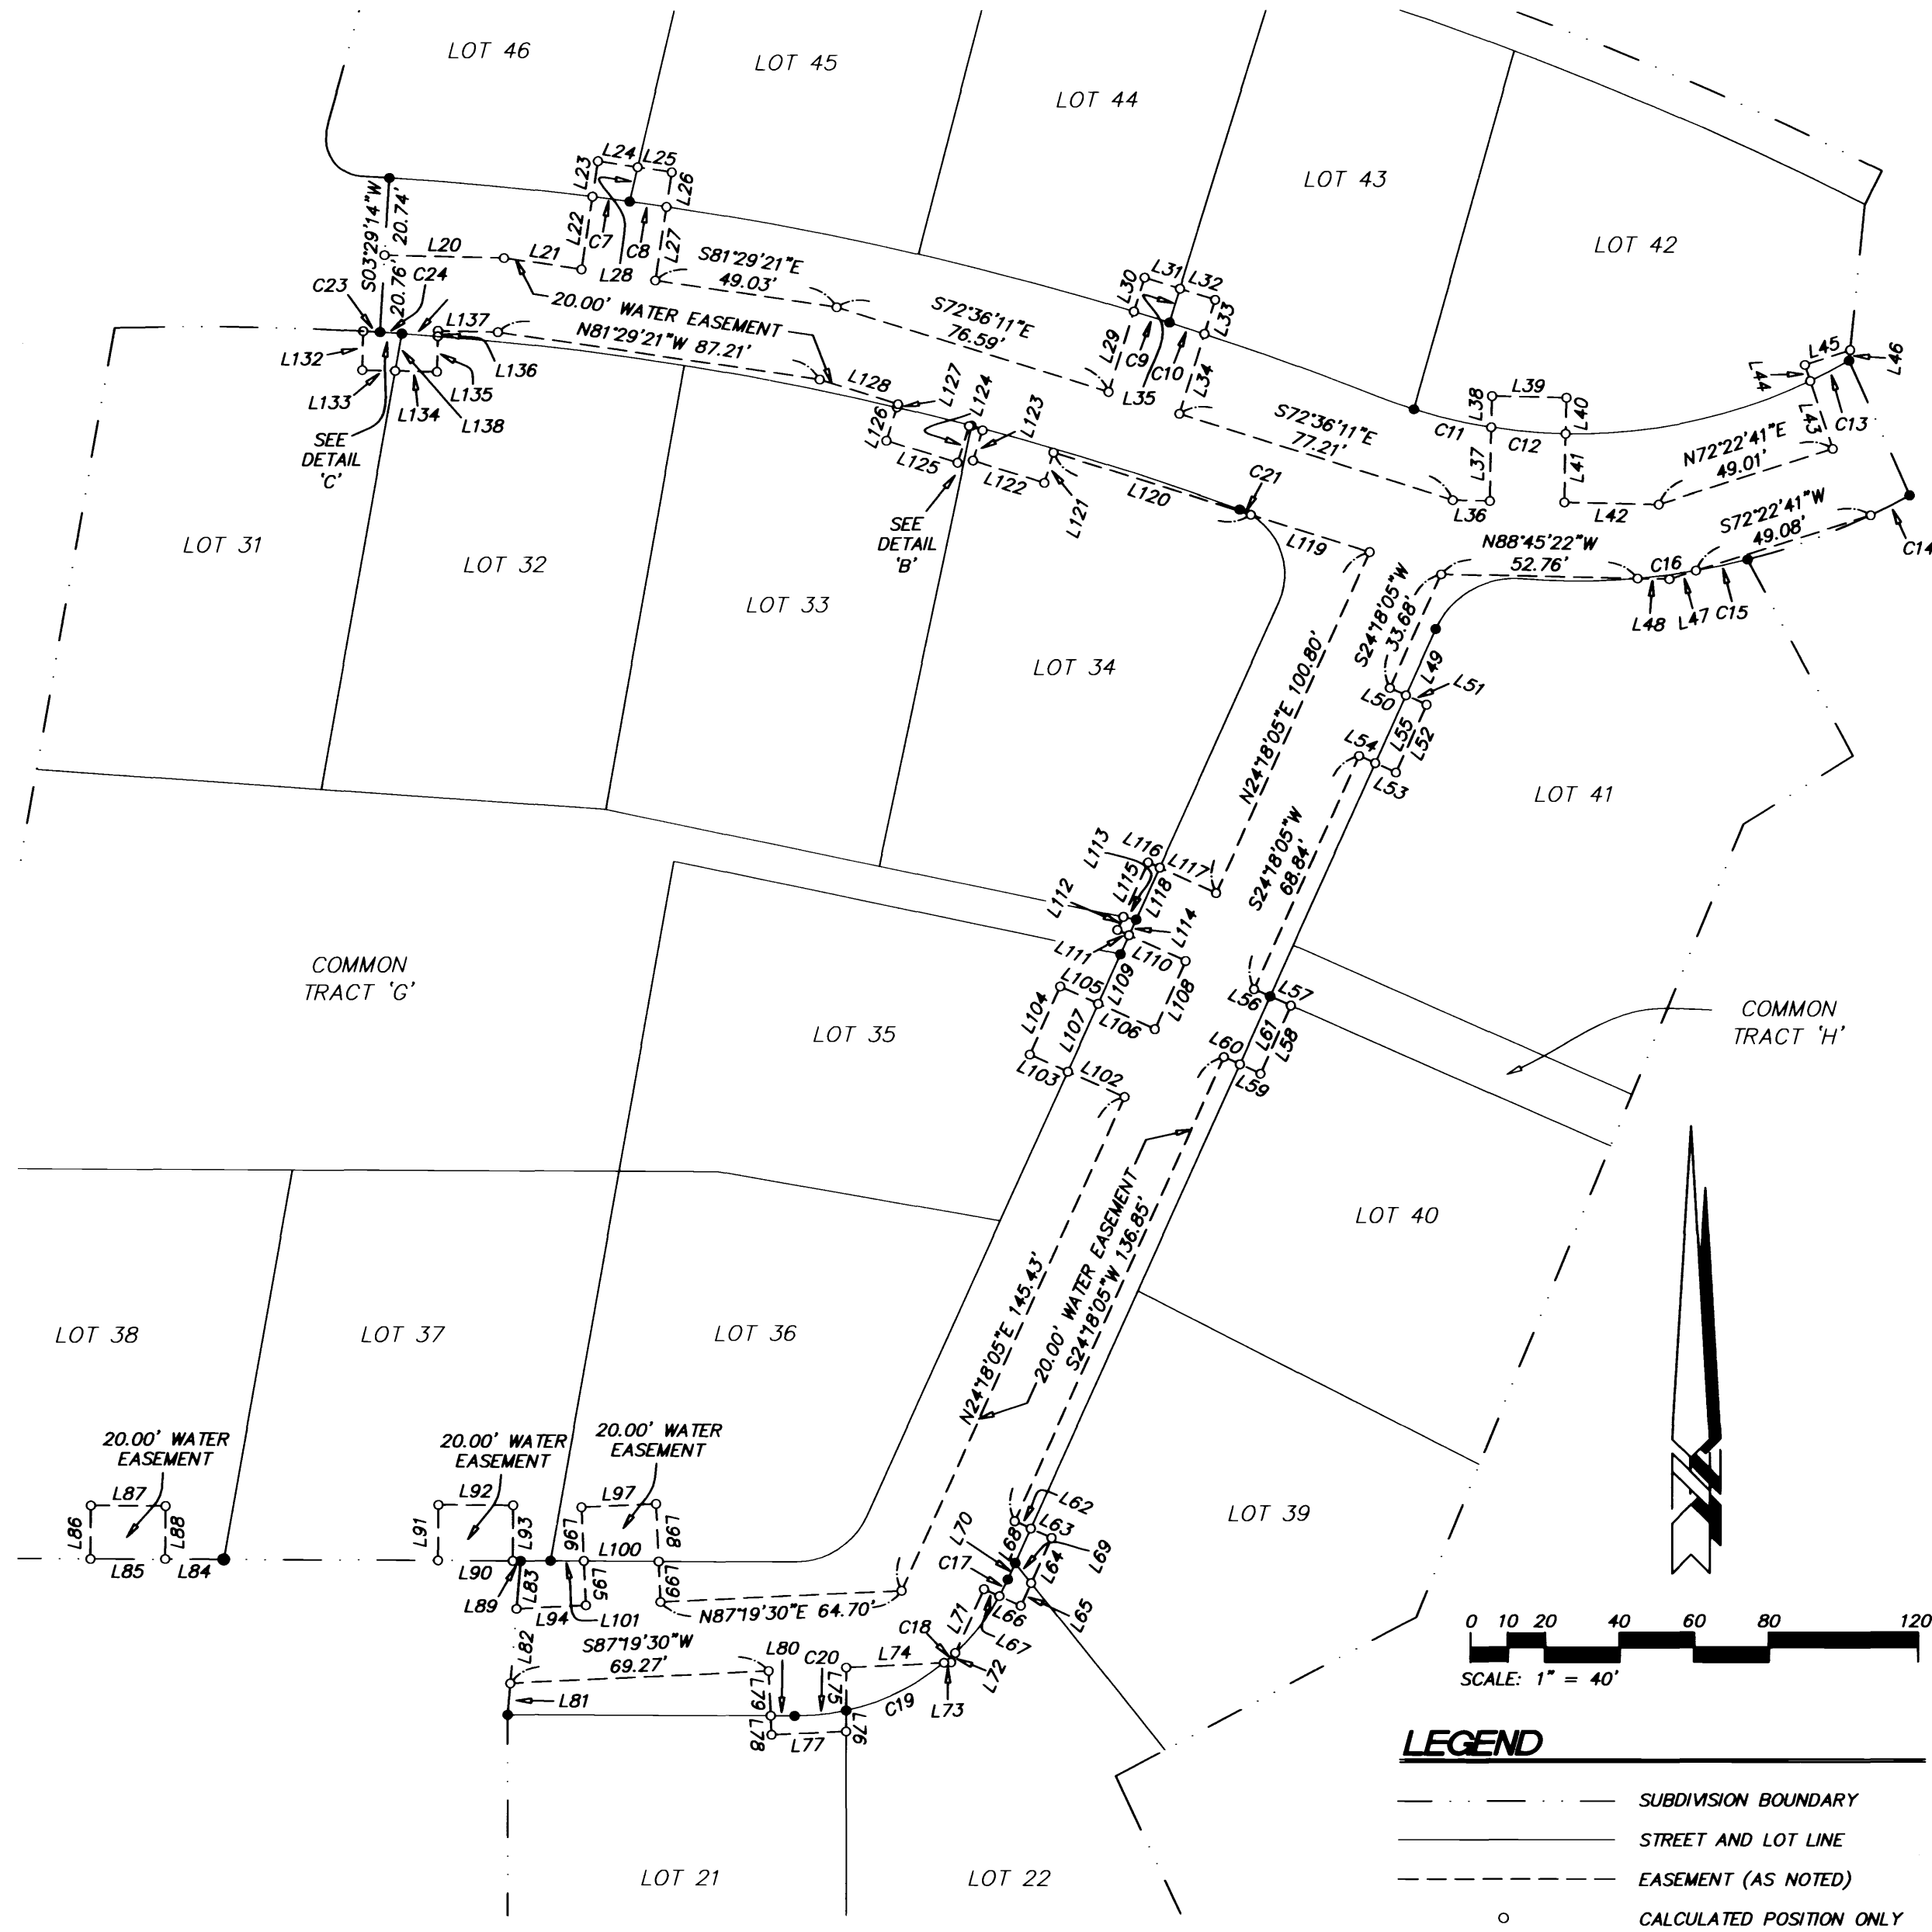 LOT 46
LOT 45
LOT 44
LOT 43
LOT 42
L24
L25
L23
L26
L22
C7
C8
L27
L28
S03°29'14"W
20.74'
20.76'
L20
L21
C23
C24
S81°29'21"E
49.03'
20.00' WATER EASEMENT
N81°29'21"W 87.21'
S72°36'11"E
76.59'
L30
L31
L32
L33
L29
C9
C10
L34
L35
L137
L132
L136
L133
L135
L134
L138
SEE
DETAIL
'C'
L128
L127
L124
L123
L126
L125
L122
L121
SEE
DETAIL
'B'
L120
C21
L119
S72°36'11"E
77.21'
C11
C12
L38
L39
L40
L37
L41
L36
L42
L44
L45
L46
L43
C13
N72°22'41"E
49.01'
S72°22'41"W
49.08'
C14
N88°45'22"W
52.76'
C16
L48
L47
C15
S24°18'05"W
33.68'
L49
L50
L51
L55
L52
L54
L53
LOT 31
LOT 32
LOT 33
LOT 34
LOT 41
N24°18'05"E 100.80'
S24°18'05"W
68.84'
L113
L116
L117
L115
L118
L112
L114
L111
L110
L105
L109
L104
L108
L107
L106
L103
L102
L57
L56
L61
L58
L60
L59
COMMON
TRACT 'G'
COMMON
TRACT 'H'
LOT 35
LOT 40
N24°18'05"E 145.43'
20.00' WATER EASEMENT
S24°18'05"W 136.85'
LOT 38
LOT 37
LOT 36
LOT 39
20.00' WATER
EASEMENT
20.00' WATER
EASEMENT
20.00' WATER
EASEMENT
L87
L86
L88
L85
L84
L92
L91
L93
L90
L89
L83
L97
L96
L98
L100
L95
L99
L94
L101
L82
N87°19'30"E 64.70'
S87°19'30"W
69.27'
L81
L80
C20
L74
L79
L75
L78
L77
L76
C19
L73
C18
L72
L71
L67
L66
C17
L70
L68
L62
L63
L69
L64
L65
LOT 21
LOT 22
0 10 20 40 60 80 120
SCALE: 1" = 40'
LEGEND
SUBDIVISION BOUNDARY
STREET AND LOT LINE
EASEMENT (AS NOTED)
CALCULATED POSITION ONLY